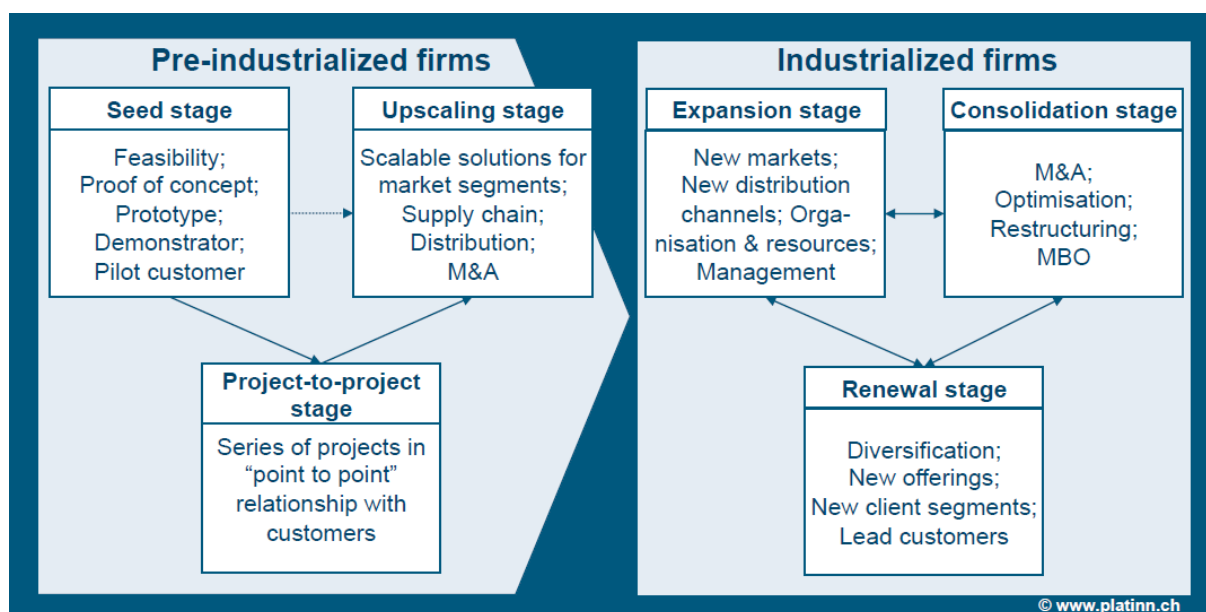 Pre-industrialized firms
Seed stage
Feasibility;
Proof of concept;
Prototype;
Demonstrator;
Pilot customer
Upscaling stage
Scalable solutions for
market segments;
Supply chain;
Distribution;
M&A
Project-to-project
stage
Series of projects in
“point to point”
relationship with
customers
Industrialized firms
Expansion stage
New markets;
New distribution
channels; Orga-
nisation & resources;
Management
Consolidation stage
M&A;
Optimisation;
Restructuring;
MBO
Renewal stage
Diversification;
New offerings;
New client segments;
Lead customers
© www.platinn.ch